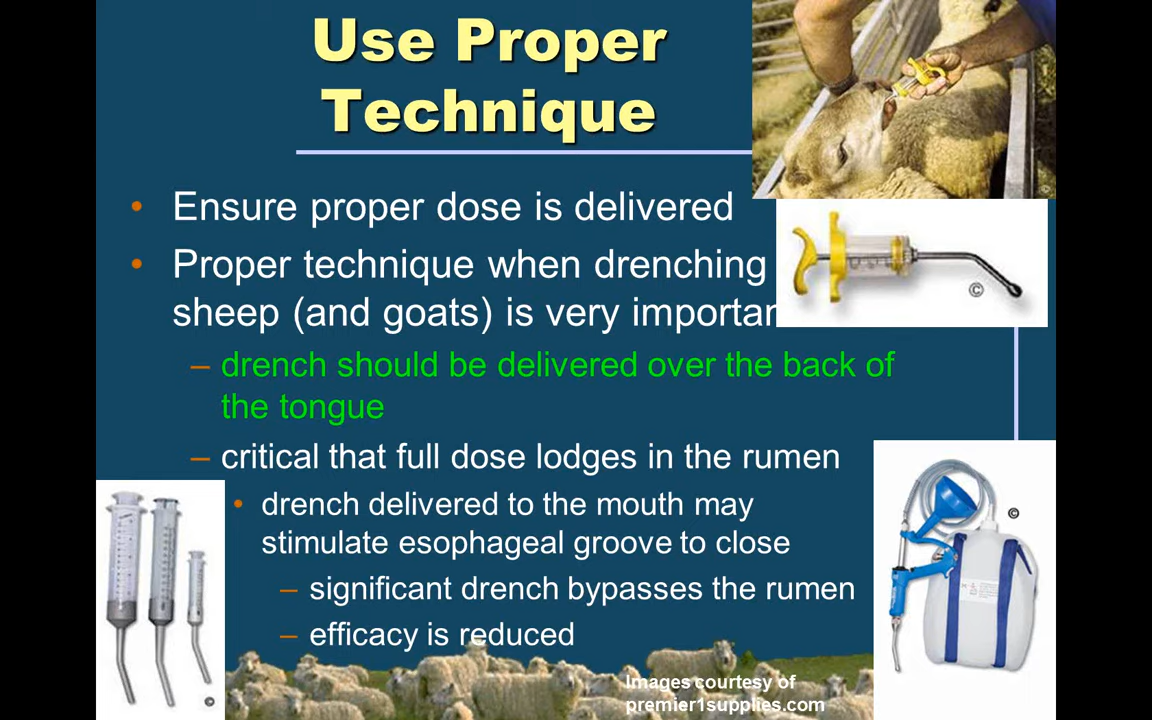 Use Proper
Technique
• Ensure proper dose is delivered
• Proper technique when drenching
sheep (and goats) is very importan
– drench should be delivered over the back of
the tongue
– critical that full dose lodges in the rumen
• drench delivered to the mouth may
stimulate esophageal groove to close
– significant drench bypasses the rumen
– efficacy is reduced
Images courtesy of
premier1supplies.com
©
©
©
©